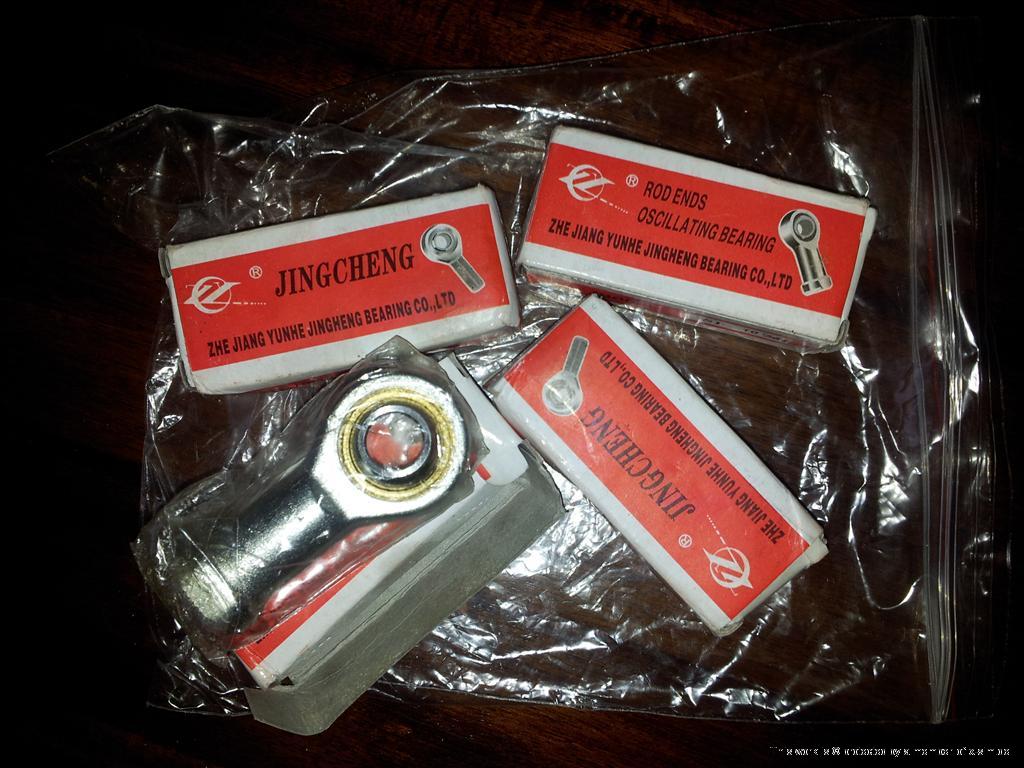 ® JINGCHENG
ZHE JIANG YUNHE JINGHENG BEARING CO.,LTD
® ROD ENDS
OSCILLATING BEARING
ZHE JIANG YUNHE JINGHENG BEARING CO.,LTD
® JINGCHENG
ZHE JIANG YUNHE JINGHENG BEARING CO.,LTD